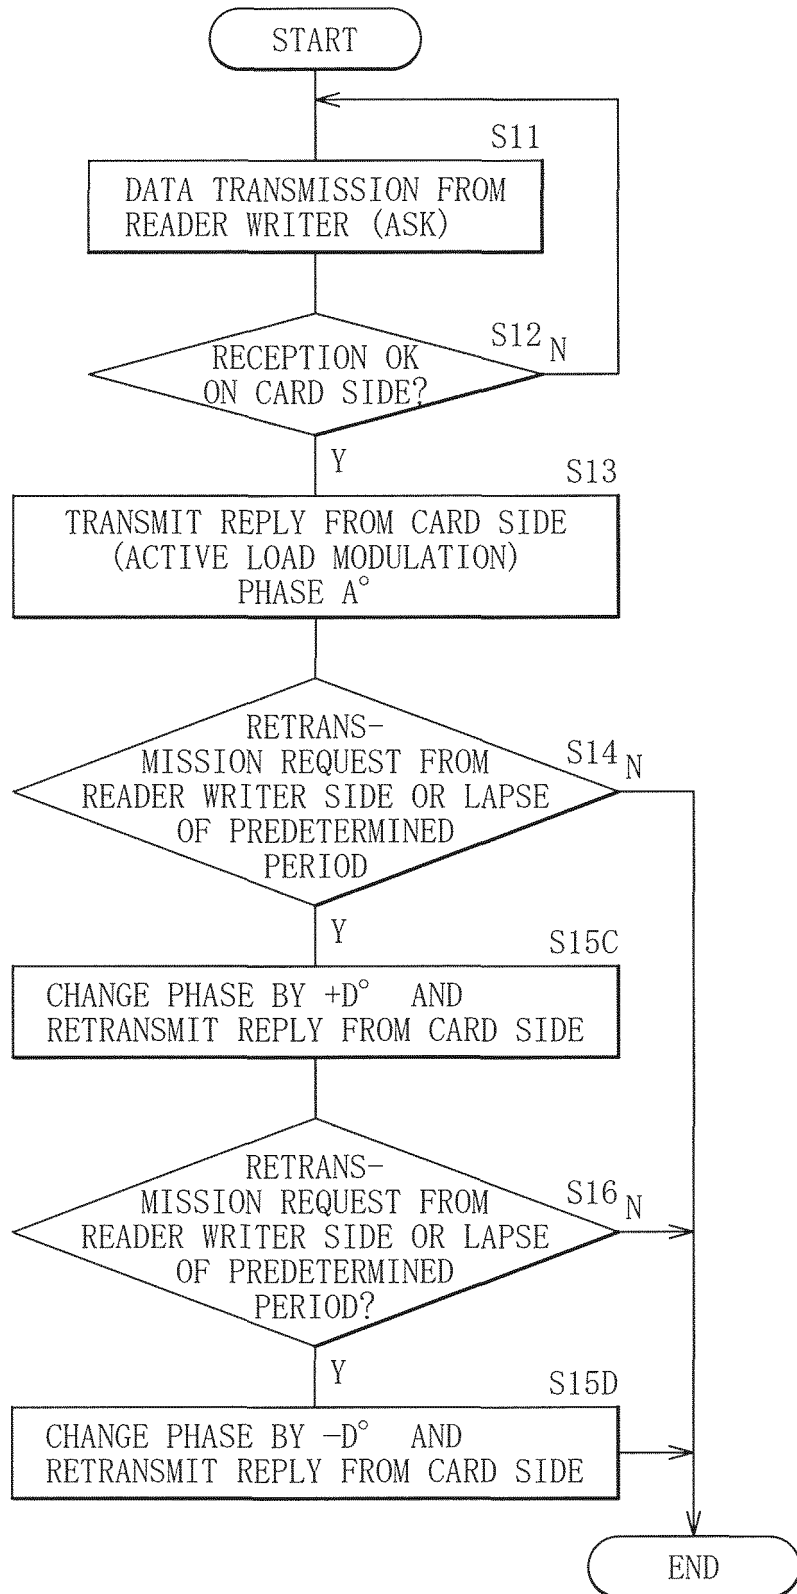 START
S11
DATA TRANSMISSION FROM
READER WRITER (ASK)
S12
N
RECEPTION OK
ON CARD SIDE?
Y
S13
TRANSMIT REPLY FROM CARD SIDE
(ACTIVE LOAD MODULATION)
PHASE A°
RETRANS-
MISSION REQUEST FROM
READER WRITER SIDE OR LAPSE
OF PREDETERMINED
PERIOD
S14
N
Y
S15C
CHANGE PHASE BY +D° AND
RETRANSMIT REPLY FROM CARD SIDE
RETRANS-
MISSION REQUEST FROM
READER WRITER SIDE OR LAPSE
OF PREDETERMINED
PERIOD?
S16
N
Y
S15D
CHANGE PHASE BY −D° AND
RETRANSMIT REPLY FROM CARD SIDE
END